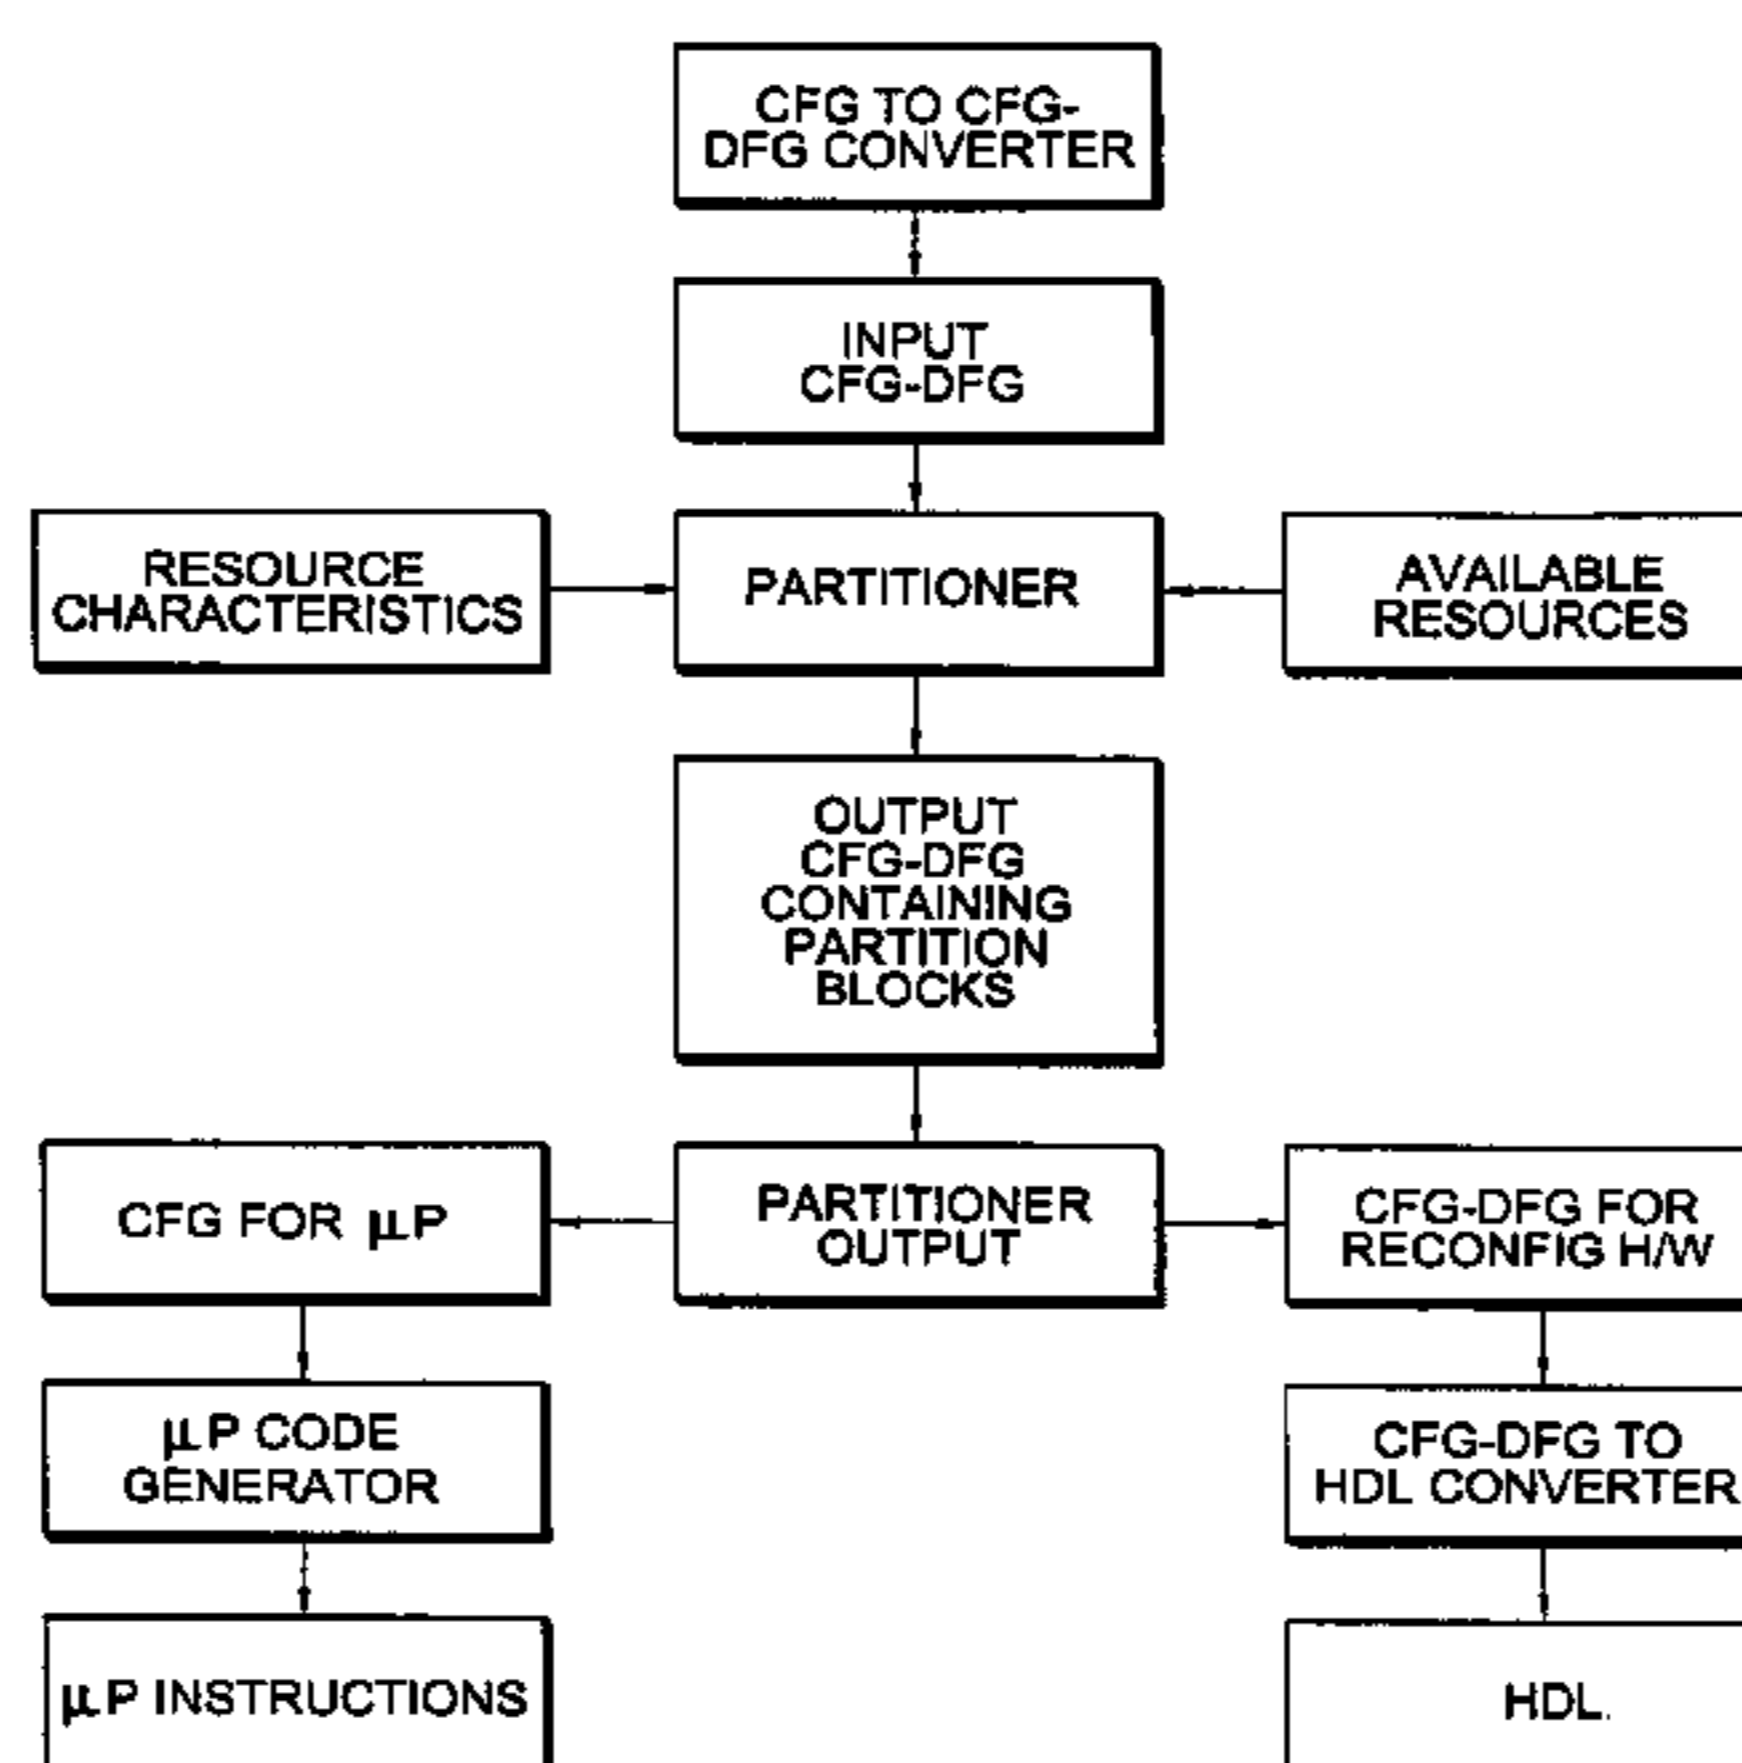 CFG TO CFG-
DFG CONVERTER
INPUT
CFG-DFG
RESOURCE
CHARACTERISTICS
PARTITIONER
AVAILABLE
RESOURCES
OUTPUT
CFG-DFG
CONTAINING
PARTITION
BLOCKS
CFG FOR μP
PARTITIONER
OUTPUT
CFG-DFG FOR
RECONFIG H/W
μP CODE
GENERATOR
CFG-DFG TO
HDL CONVERTER
μP INSTRUCTIONS
HDL.